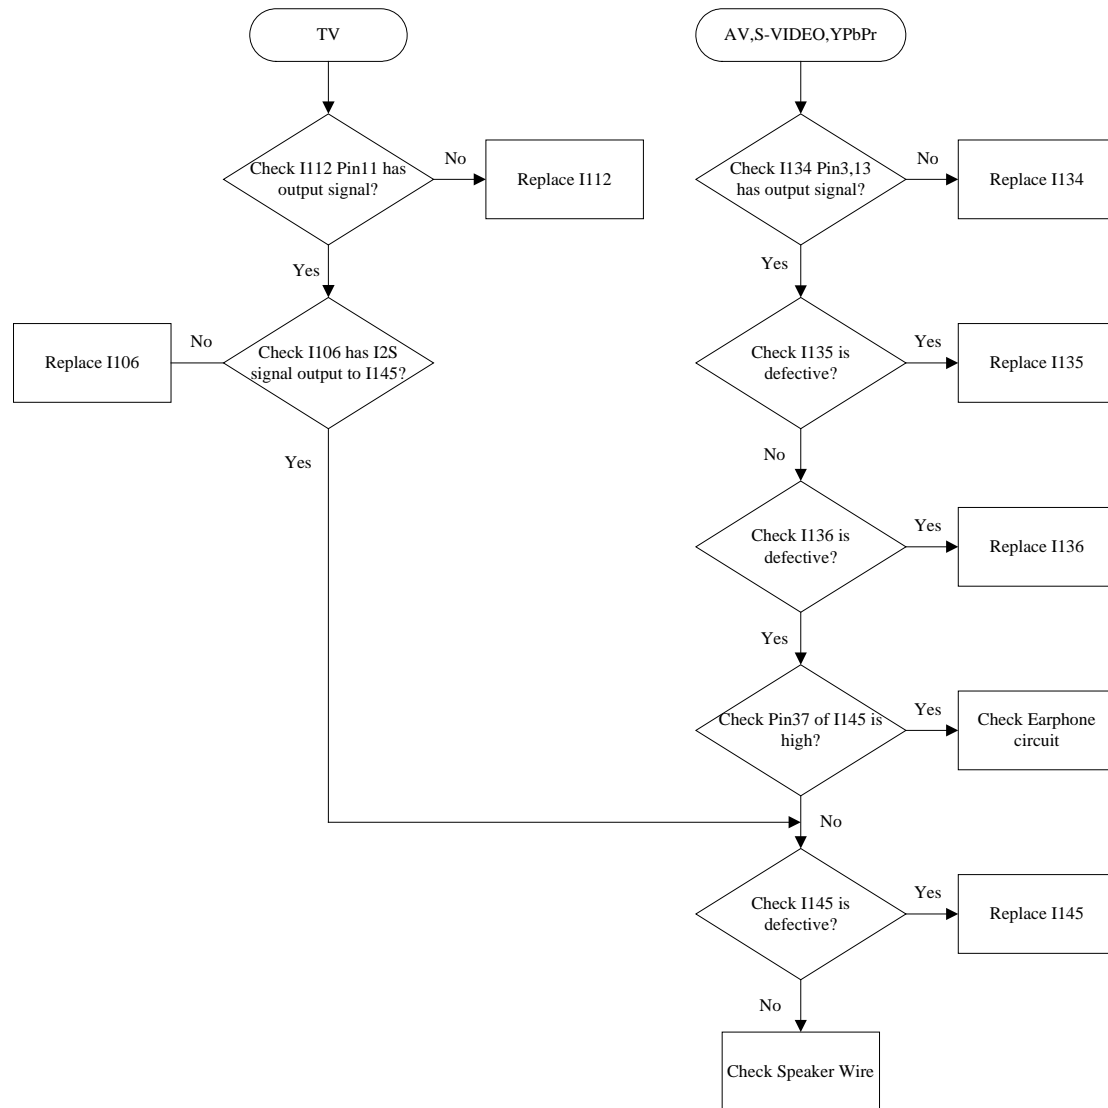 TV
Check I112 Pin11 has
output signal?
No
Replace I112
Yes
Replace I106
No
Check I106 has I2S
signal output to I145?
Yes
AV,S-VIDEO,YPbPr
Check I134 Pin3,13
has output signal?
No
Replace I134
Yes
Check I135 is
defective?
Yes
Replace I135
No
Check I136 is
defective?
Yes
Replace I136
Yes
Check Pin37 of I145 is
high?
Yes
Check Earphone
circuit
No
Check I145 is
defective?
Yes
Replace I145
No
Check Speaker Wire